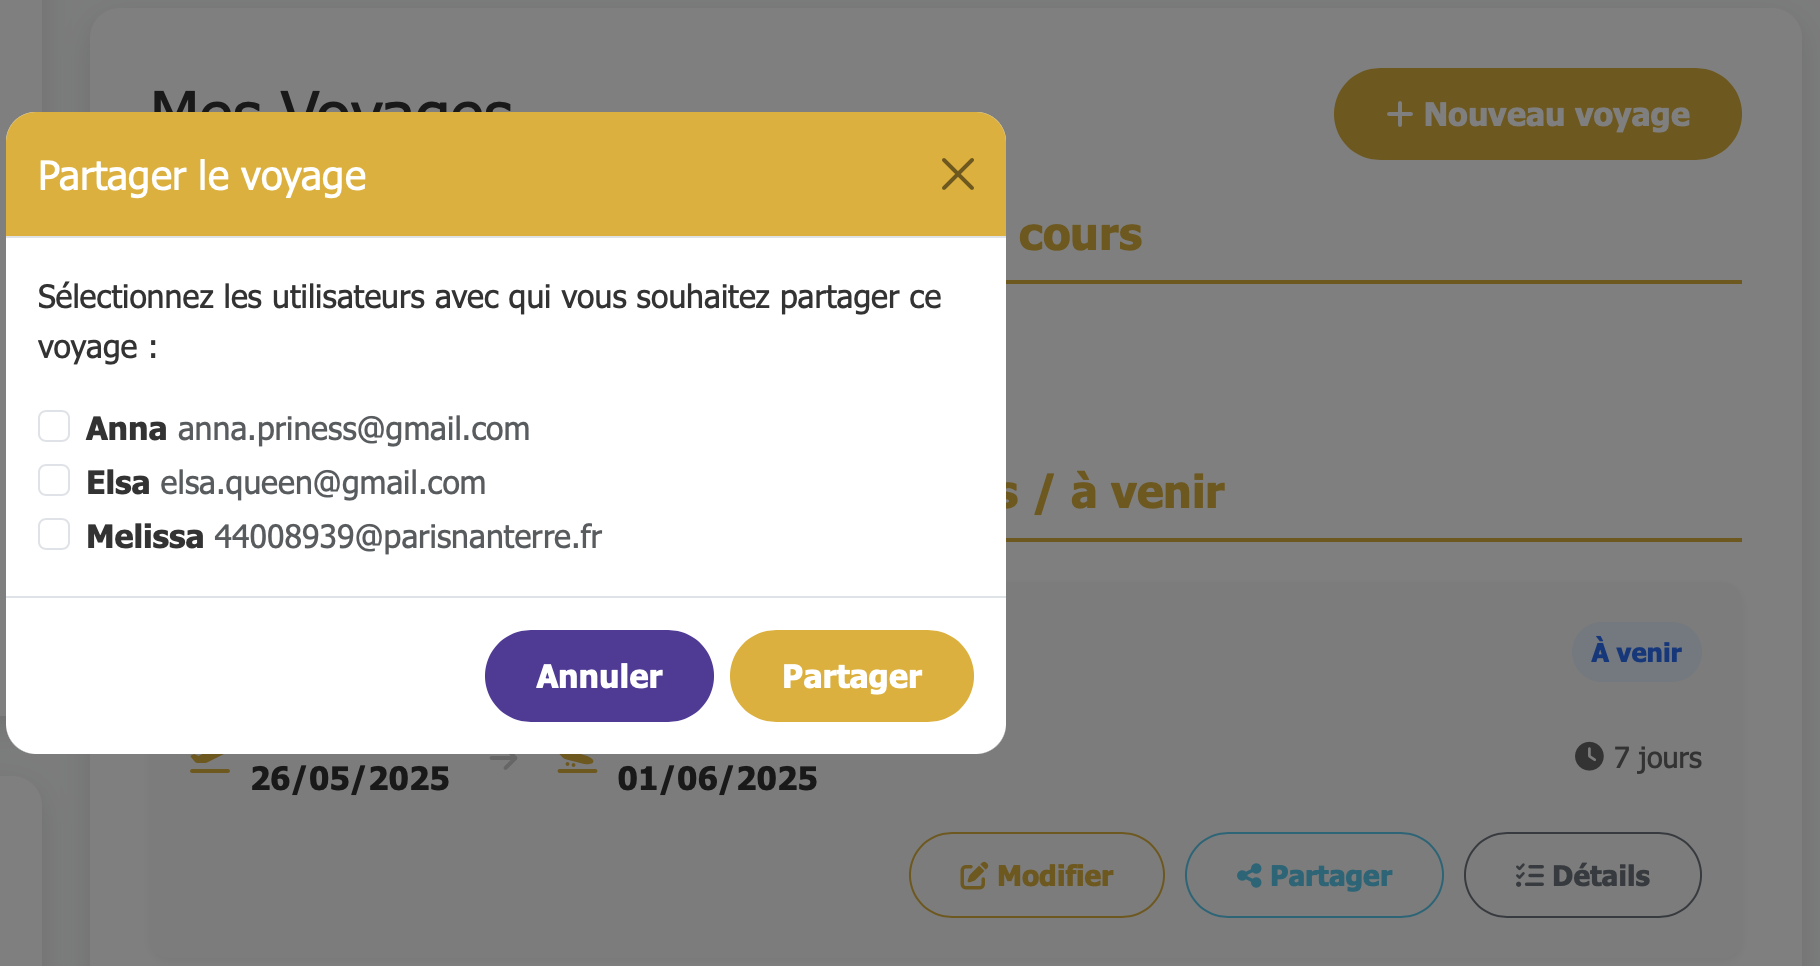 Mes Voyages
+ Nouveau voyage
Partager le voyage
cours
Sélectionnez les utilisateurs avec qui vous souhaitez partager ce
voyage :
Anna anna.priness@gmail.com
Elsa elsa.queen@gmail.com
Melissa 44008939@parisnanterre.fr
s / à venir
Annuler
Partager
À venir
26/05/2025
01/06/2025
7 jours
Modifier
Partager
Détails